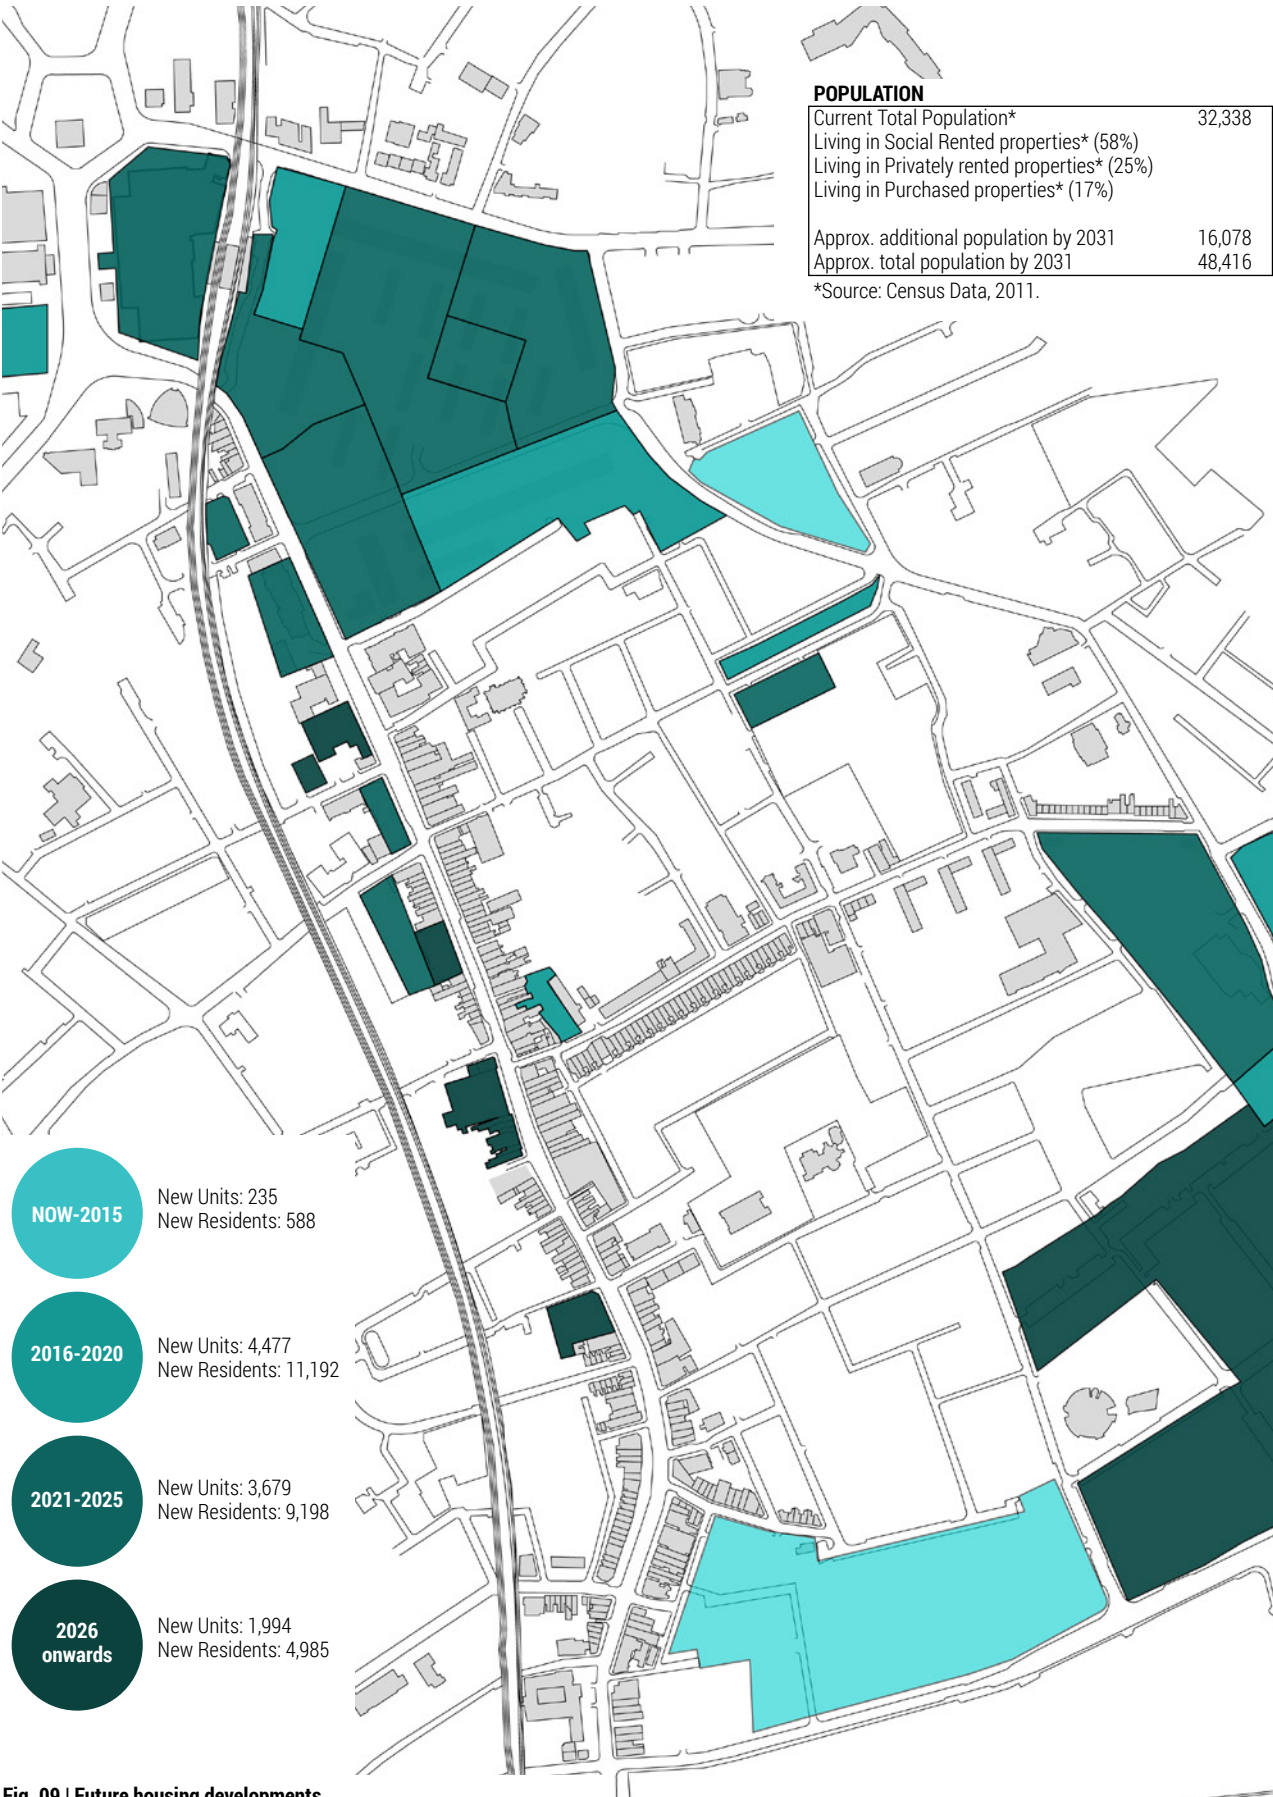 POPULATION
Current Total Population* 32,338
Living in Social Rented properties* (58%)
Living in Privately rented properties* (25%)
Living in Purchased properties* (17%)
Approx. additional population by 2031 16,078
Approx. total population by 2031 48,416
*Source: Census Data, 2011.
NOW-2015
New Units: 235
New Residents: 588
2016-2020
New Units: 4,477
New Residents: 11,192
2021-2025
New Units: 3,679
New Residents: 9,198
2026
onwards
New Units: 1,994
New Residents: 4,985
Fig. 09 | Future housing developments